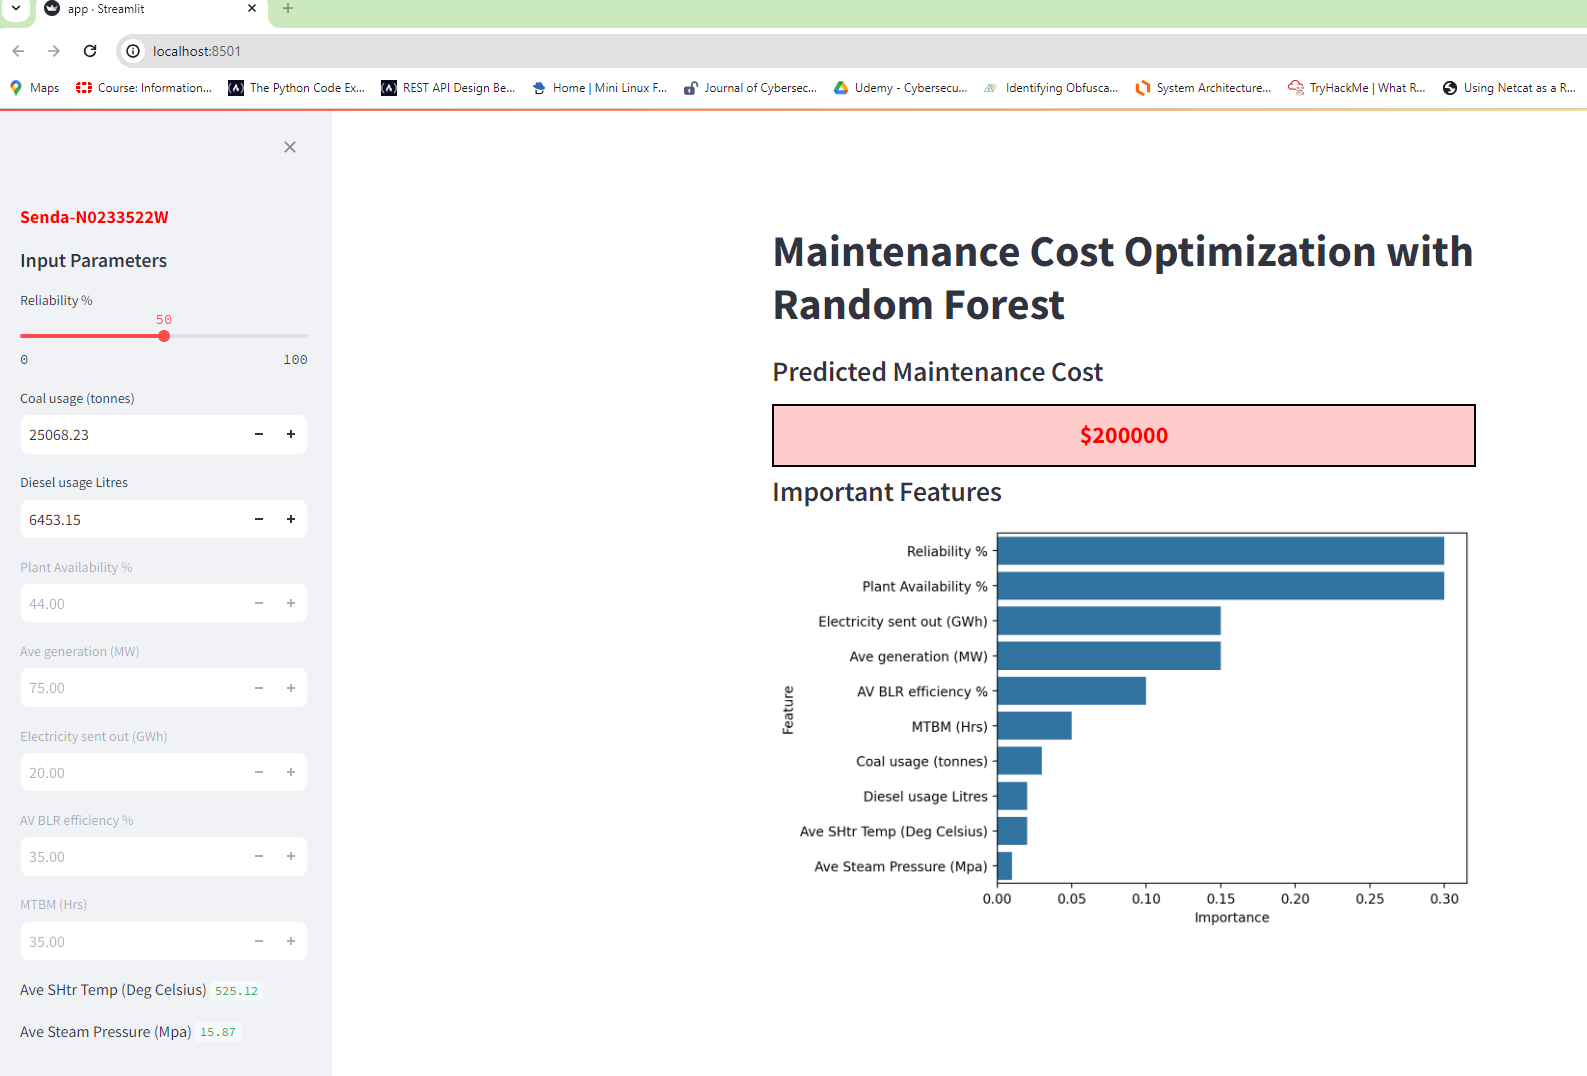 app · Streamlit
localhost:8501
Maps
Course: Information...
The Python Code Ex...
REST API Design Be...
Home | Mini Linux F...
Journal of Cybersec...
Udemy - Cybersecu...
Identifying Obfusca...
System Architecture...
TryHackMe | What R...
Using Netcat as a R...
Senda-N0233522W
Input Parameters
Reliability %
50
0 100
Coal usage (tonnes)
25068.23
Diesel usage Litres
6453.15
Plant Availability %
44.00
Ave generation (MW)
75.00
Electricity sent out (GWh)
20.00
AV BLR efficiency %
35.00
MTBM (Hrs)
35.00
Ave SHtr Temp (Deg Celsius) 525.12
Ave Steam Pressure (Mpa) 15.87
Maintenance Cost Optimization with
Random Forest
Predicted Maintenance Cost
$200000
Important Features
Reliability %
Plant Availability %
Electricity sent out (GWh)
Ave generation (MW)
AV BLR efficiency %
MTBM (Hrs)
Coal usage (tonnes)
Diesel usage Litres
Ave SHtr Temp (Deg Celsius)
Ave Steam Pressure (Mpa)
Feature
0.00 0.05 0.10 0.15 0.20 0.25 0.30
Importance